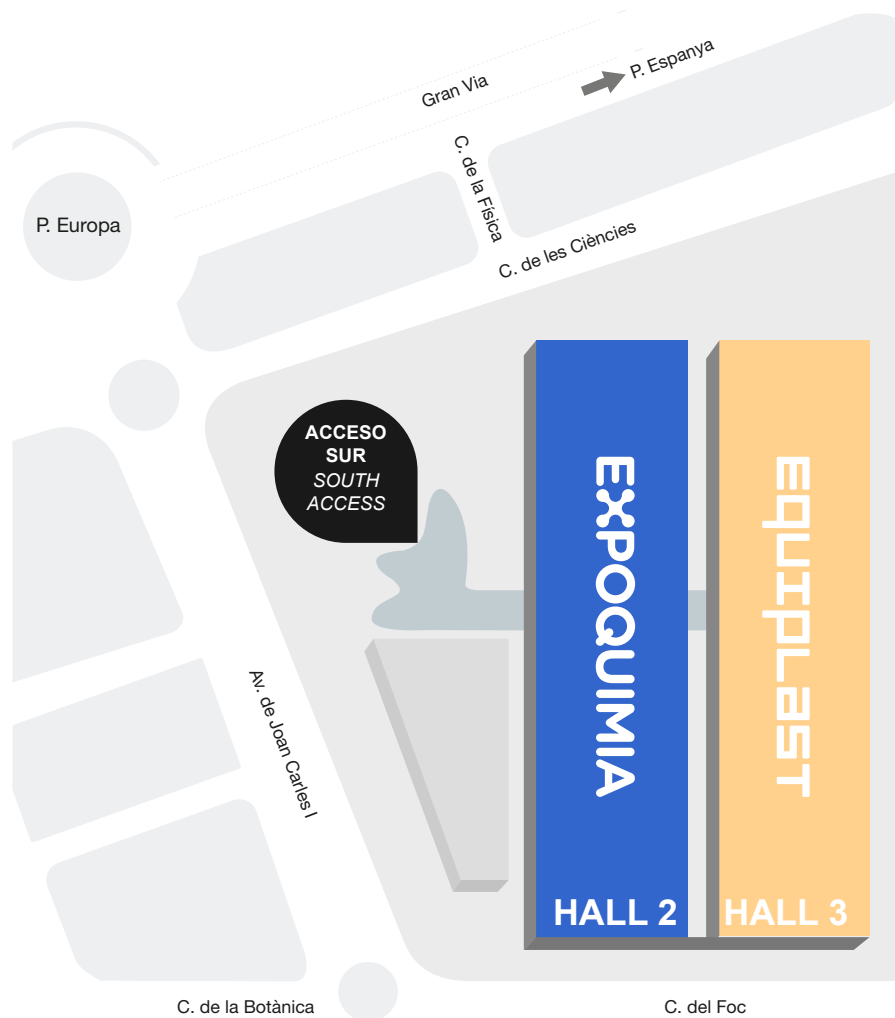 P. Espanya
Gran Via
C. de la Física
P. Europa
C. de les Ciències
ACCESO
SUR
SOUTH
ACCESS
EXPOQUIMIA
EQUIPLAST
Av. de Joan Carles I
HALL 2
HALL 3
C. de la Botànica
C. del Foc